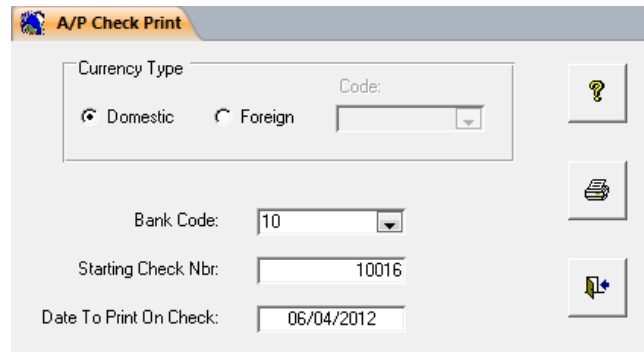 A/P Check Print
Currency Type
Code:
Domestic
Foreign
Bank Code: 10
Starting Check Nbr: 10016
Date To Print On Check: 06/04/2012